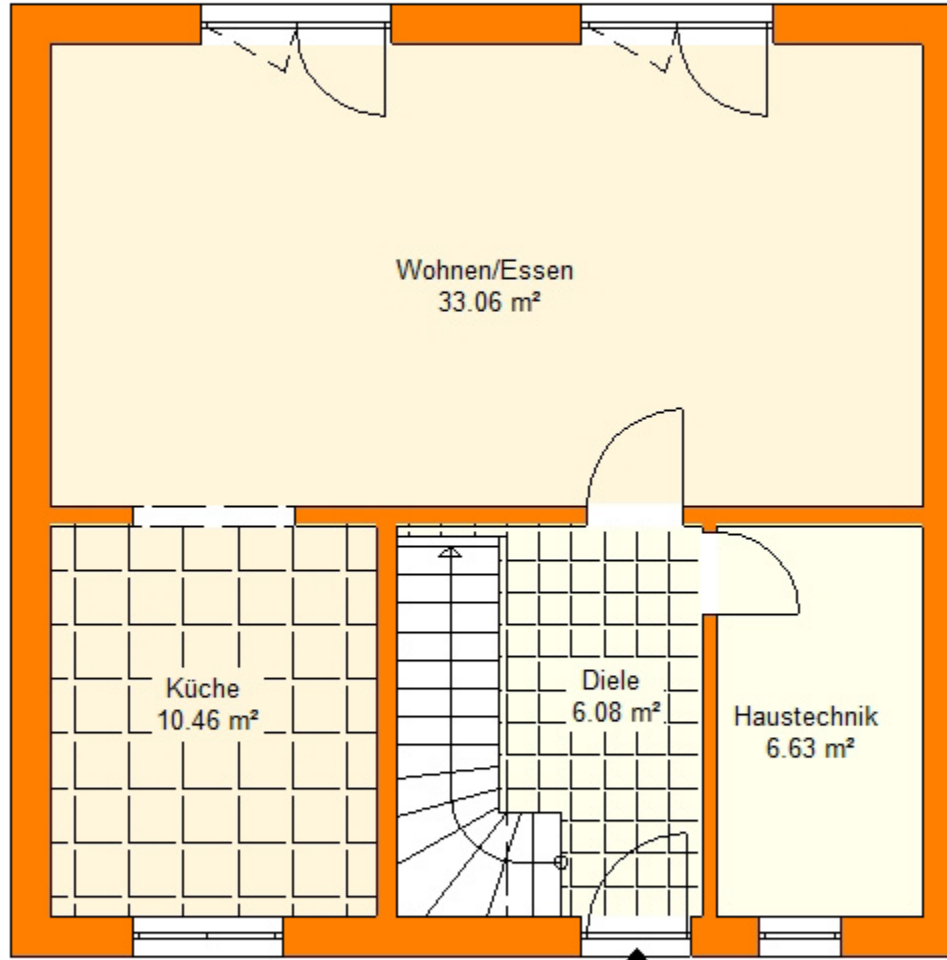 Wohnen/Essen
33.06 m²
Küche
10.46 m²
Diele
6.08 m²
Haustechnik
6.63 m²